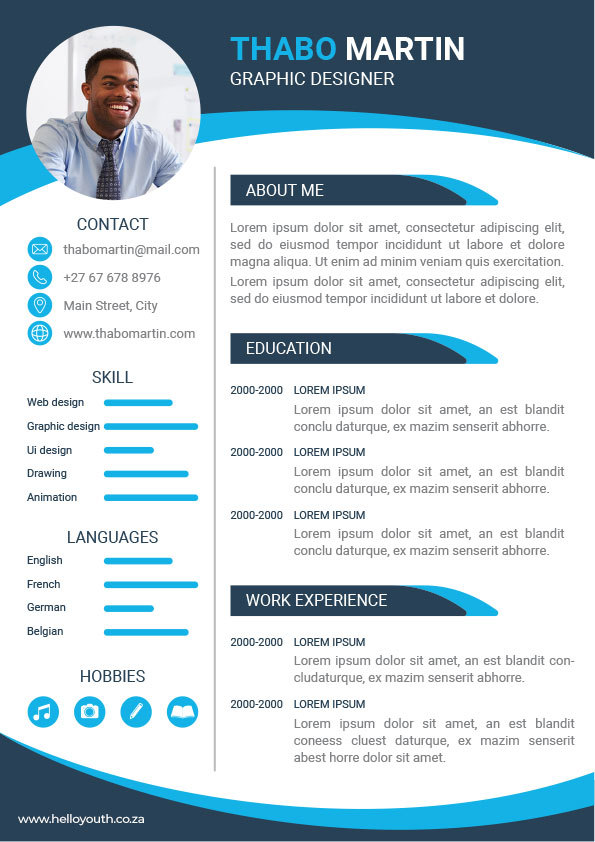 THABO MARTIN
GRAPHIC DESIGNER
CONTACT
thabomartin@mail.com
+27 67 678 8976
Main Street, City
www.thabomartin.com
SKILL
Web design
Graphic design
Ui design
Drawing
Animation
LANGUAGES
English
French
German
Belgian
HOBBIES
ABOUT ME
Lorem ipsum dolor sit amet, consectetur adipiscing elit,
sed do eiusmod tempor incididunt ut labore et dolore
magna aliqua. Ut enim ad minim veniam quis exercitation.
Lorem ipsum dolor sit amet, consectetur adipiscing elit,
sed do eiusmod tempor incididunt ut labore et dolore.
EDUCATION
2000-2000 LOREM IPSUM
Lorem ipsum dolor sit amet, an est blandit
conclu daturque, ex mazim senserit abhorre.
2000-2000 LOREM IPSUM
Lorem ipsum dolor sit amet, an est blandit
concludaturque, ex mazim senserit abhorre.
2000-2000 LOREM IPSUM
Lorem ipsum dolor sit amet, an est blandit
concludaturque, ex mazim senserit abhorre.
WORK EXPERIENCE
2000-2000 LOREM IPSUM
Lorem ipsum dolor sit amet, an est blandit con-
cludaturque, ex mazim senserit abhorre.
2000-2000 LOREM IPSUM
Lorem ipsum dolor sit amet, an est blandit
coneess cluest daturque, ex mazim senserit
abhorest hfer dolor sit amet.
www.helloyouth.co.za